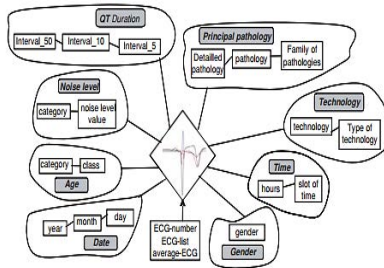 QT Duration
Interval_50
Interval_10
Interval_5
Principal pathology
Detailled
pathology
pathology
Family of
pathologies
Noise level
category
noise level
value
Technology
technology
Type of
technology
category
class
Age
Time
hours
slot of
time
year
month
day
Date
ECG-number
ECG-list
average-ECG
gender
Gender